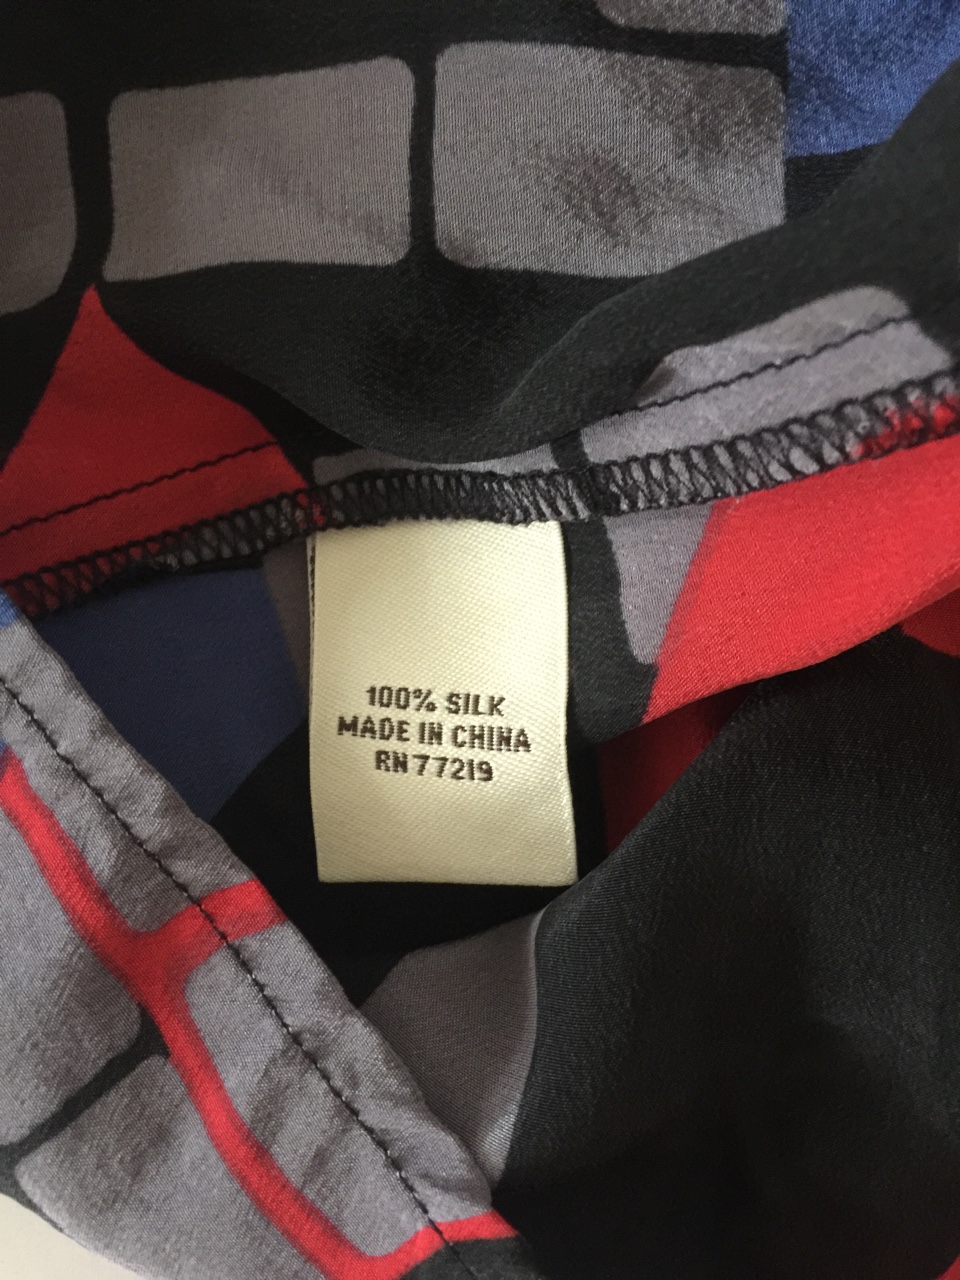 100% SILK
MADE IN CHINA
RN 77219